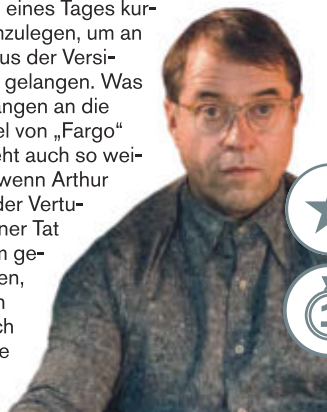 eines Tages kur-
zulegen, um an
us der Versi-
gelangen. Was
angen an die
el von „Fargo“
eht auch so wei-
wenn Arthur
der Vertu-
ner Tat
m ge-
en,
n
ch
e